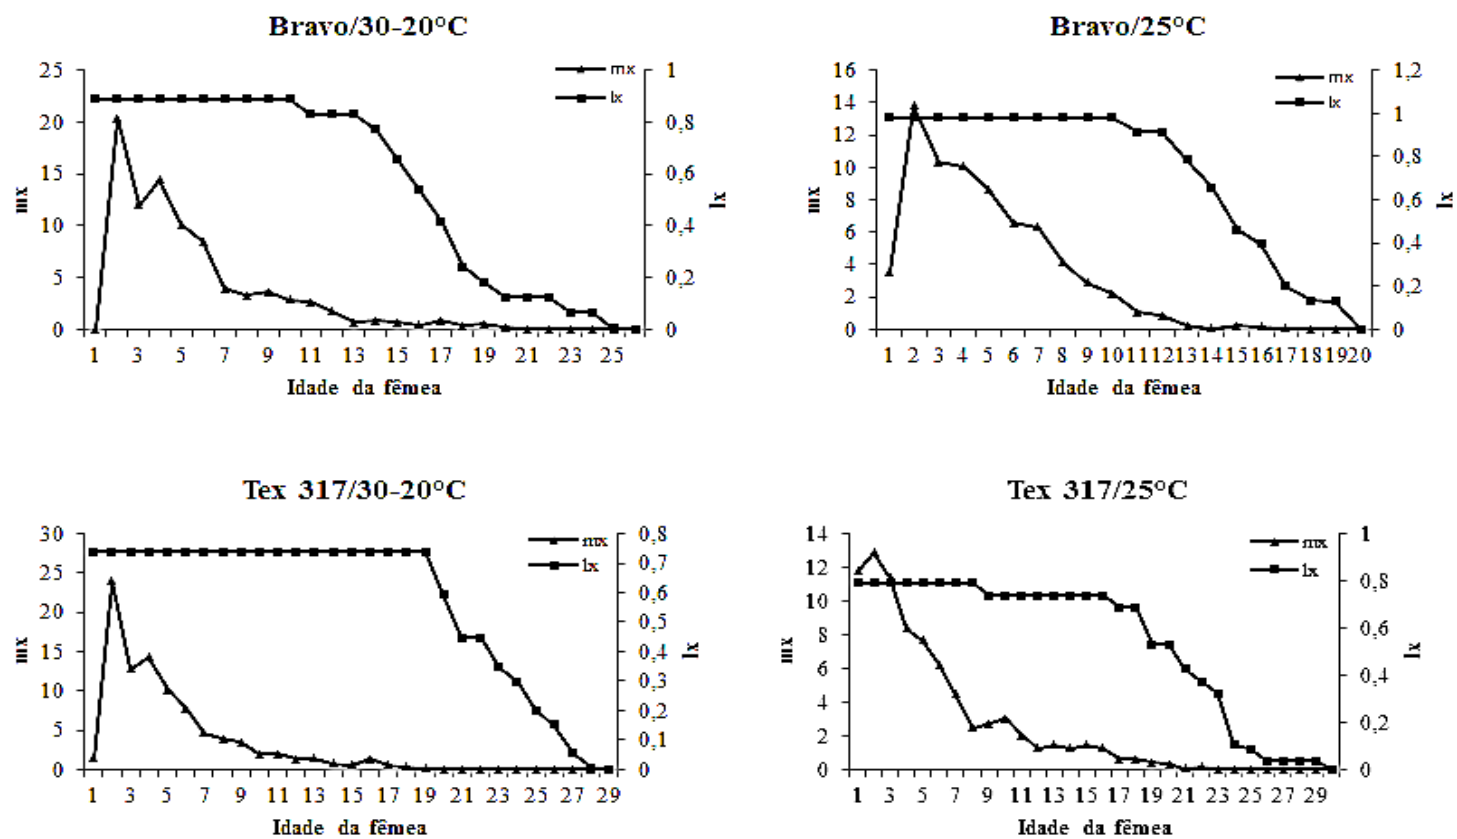 Bravo/30-20°C
25
20
15
10
5
0
mx
1
0,8
0,6
0,4
0,2
0
lx
mx
lx
1 3 5 7 9 11 13 15 17 19 21 23 25
Idade da fêmea
Bravo/25°C
16
14
12
10
8
6
4
2
0
mx
1,2
1
0,8
0,6
0,4
0,2
0
lx
mx
lx
1 2 3 4 5 6 7 8 9 10 11 12 13 14 15 16 17 18 19 20
Idade da fêmea
Tex 317/30-20°C
30
25
20
15
10
5
0
mx
0,8
0,7
0,6
0,5
0,4
0,3
0,2
0,1
0
lx
mx
lx
1 3 5 7 9 11 13 15 17 19 21 23 25 27 29
Idade da fêmea
Tex 317/25°C
14
12
10
8
6
4
2
0
mx
1
0,8
0,6
0,4
0,2
0
lx
mx
lx
1 3 5 7 9 11 13 15 17 19 21 23 25 27 29
Idade da fêmea